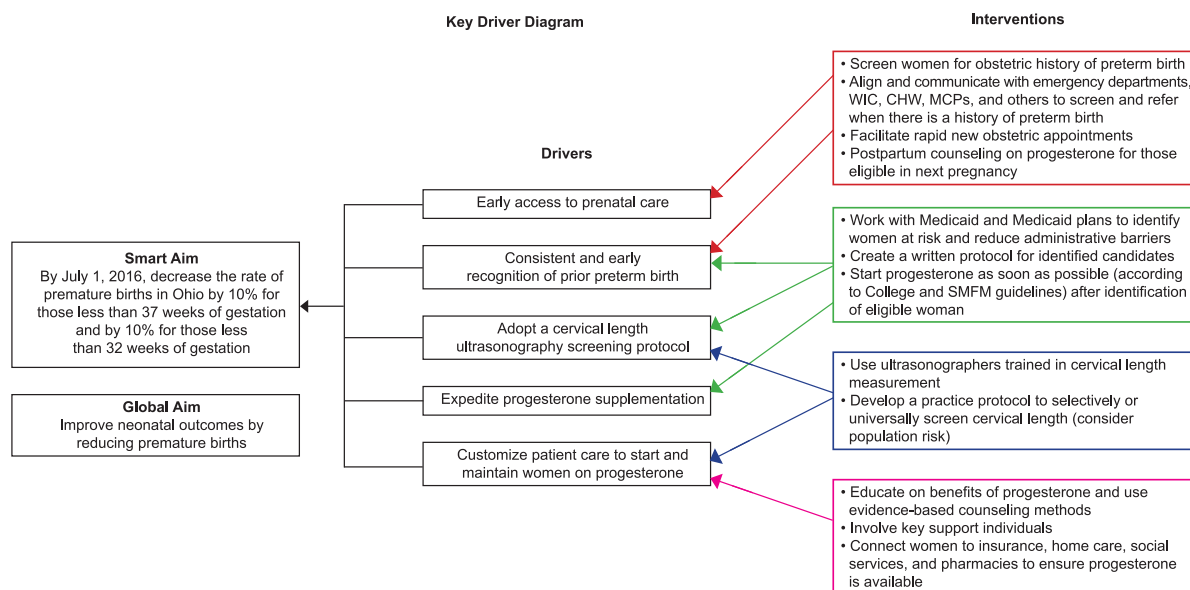 Key Driver Diagram
Interventions
• Screen women for obstetric history of preterm birth
• Align and communicate with emergency departments,
WIC, CHW, MCPs, and others to screen and refer
when there is a history of preterm birth
• Facilitate rapid new obstetric appointments
• Postpartum counseling on progesterone for those
eligible in next pregnancy
Drivers
Early access to prenatal care
Consistent and early
recognition of prior preterm birth
Adopt a cervical length
ultrasonography screening protocol
Expedite progesterone supplementation
Customize patient care to start and
maintain women on progesterone
Smart Aim
By July 1, 2016, decrease the rate of
premature births in Ohio by 10% for
those less than 37 weeks of gestation
and by 10% for those less
than 32 weeks of gestation
Global Aim
Improve neonatal outcomes by
reducing premature births
• Work with Medicaid and Medicaid plans to identify
women at risk and reduce administrative barriers
• Create a written protocol for identified candidates
• Start progesterone as soon as possible (according
to College and SMFM guidelines) after identification
of eligible woman
• Use ultrasonographers trained in cervical length
measurement
• Develop a practice protocol to selectively or
universally screen cervical length (consider
population risk)
• Educate on benefits of progesterone and use
evidence-based counseling methods
• Involve key support individuals
• Connect women to insurance, home care, social
services, and pharmacies to ensure progesterone
is available